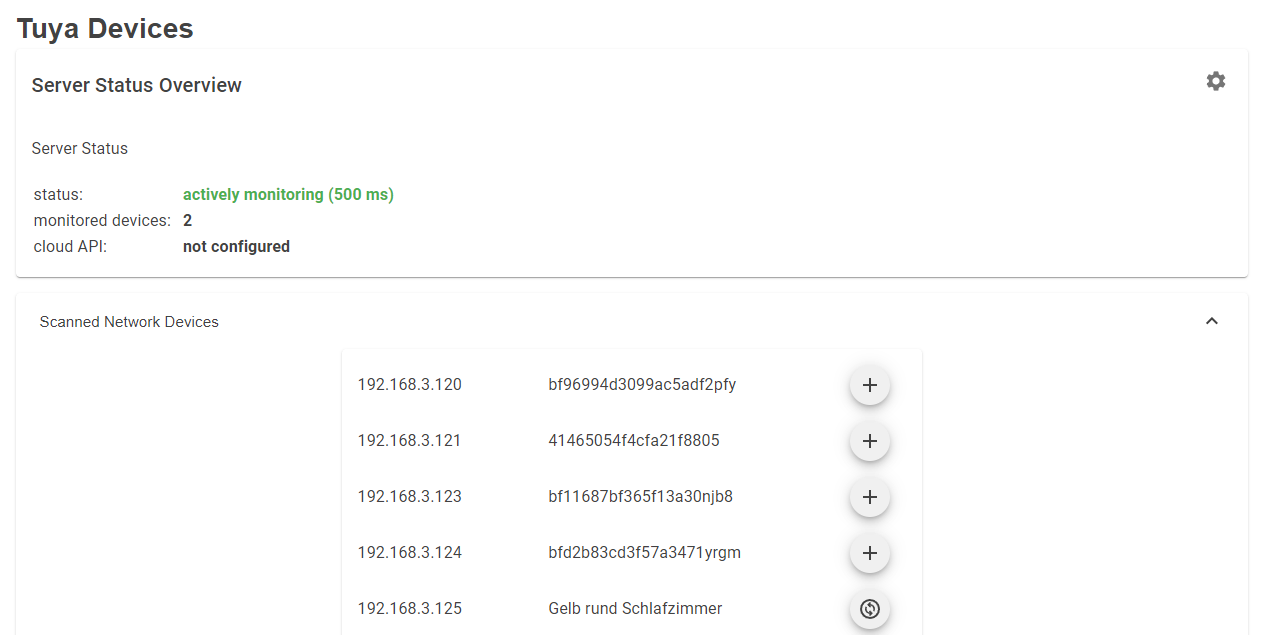 Tuya Devices
Server Status Overview
Server Status
status: actively monitoring (500 ms)
monitored devices: 2
cloud API: not configured
Scanned Network Devices
192.168.3.120 bf96994d3099ac5adf2pfy
192.168.3.121 41465054f4cfa21f8805
192.168.3.123 bf11687bf365f13a30njb8
192.168.3.124 bfd2b83cd3f57a3471yrgm
192.168.3.125 Gelb rund Schlafzimmer